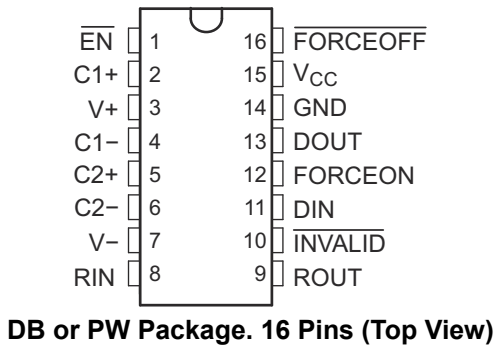 EN 1 16 FORCEOFF
C1+ 2 15 VCC
V+ 3 14 GND
C1− 4 13 DOUT
C2+ 5 12 FORCEON
C2− 6 11 DIN
V− 7 10 INVALID
RIN 8 9 ROUT
DB or PW Package. 16 Pins (Top View)